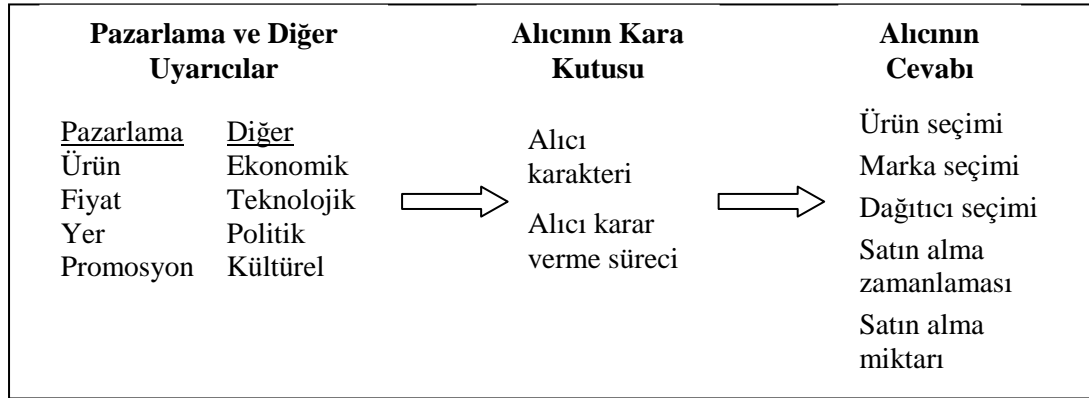 Pazarlama ve Diğer
Uyarıcılar
Pazarlama
Ürün
Fiyat
Yer
Promosyon
Diğer
Ekonomik
Teknolojik
Politik
Kültürel
Alıcının Kara
Kutusu
Alıcı
karakteri
Alıcı karar
verme süreci
Alıcının
Cevabı
Ürün seçimi
Marka seçimi
Dağıtıcı seçimi
Satın alma
zamanlaması
Satın alma
miktarı